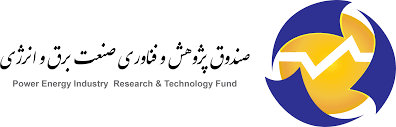 صندوق پژوهش و فناوری صنعت برق و انرژی
Power Energy Industry Research & Technology Fund